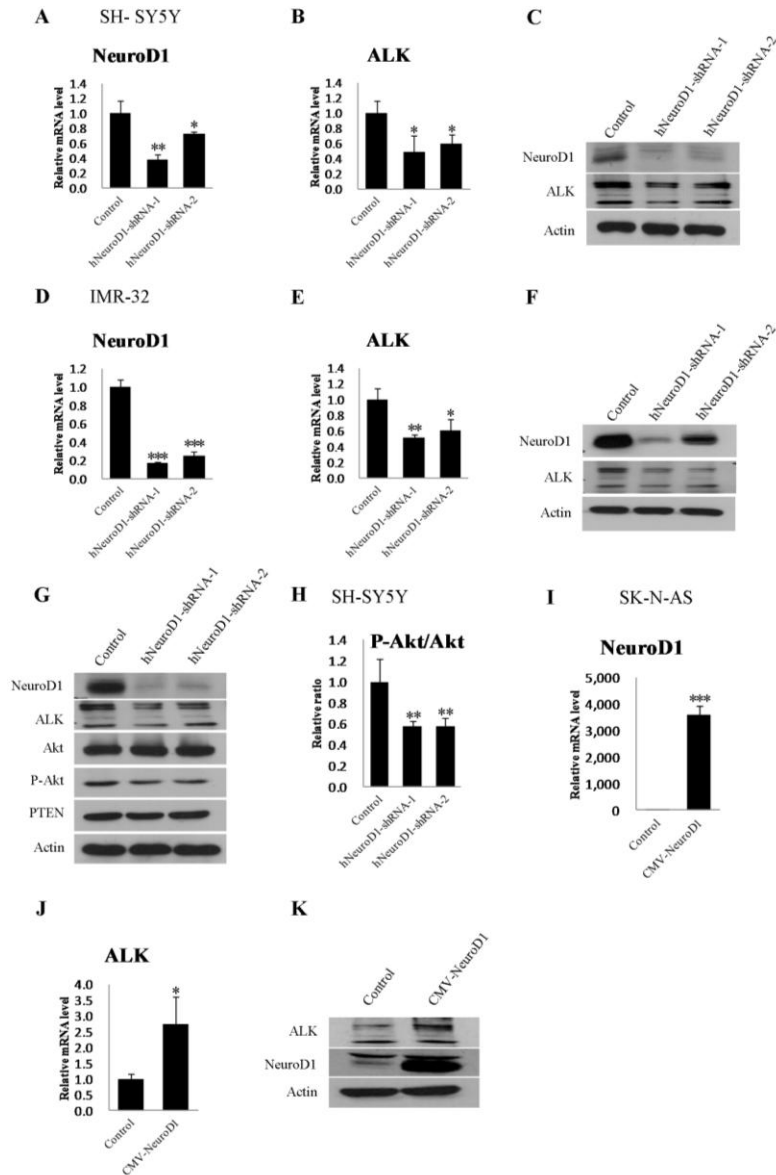 A SH- SY5Y
NeuroD1
Relative mRNA level
1.4
1.2
1.0
0.8
0.6
0.4
0.2
0.0
**
*
Control
hNeuroD1-shRNA-1
hNeuroD1-shRNA-2
B
ALK
Relative mRNA level
1.4
1.2
1.0
0.8
0.6
0.4
0.2
0.0
*
*
Control
hNeuroD1-shRNA-1
hNeuroD1-shRNA-2
C
Control
hNeuroD1-shRNA-1
hNeuroD1-shRNA-2
NeuroD1
ALK
Actin
D IMR-32
NeuroD1
Relative mRNA level
1.2
1.0
0.8
0.6
0.4
0.2
0.0
***
***
Control
hNeuroD1-shRNA-1
hNeuroD1-shRNA-2
E
ALK
Relative mRNA level
1.4
1.2
1.0
0.8
0.6
0.4
0.2
0.0
**
*
Control
hNeuroD1-shRNA-1
hNeuroD1-shRNA-2
F
Control
hNeuroD1-shRNA-1
hNeuroD1-shRNA-2
NeuroD1
ALK
Actin
G
Control
hNeuroD1-shRNA-1
hNeuroD1-shRNA-2
NeuroD1
ALK
Akt
P-Akt
PTEN
Actin
H SH-SY5Y
P-Akt/Akt
Relative ratio
1.4
1.2
1.0
0.8
0.6
0.4
0.2
0.0
**
**
Control
hNeuroD1-shRNA-1
hNeuroD1-shRNA-2
I SK-N-AS
NeuroD1
Relative mRNA level
5,000
4,000
3,000
2,000
1,000
0
***
Control
CMV-NeuroD1
J
ALK
Relative mRNA level
4.0
3.5
3.0
2.5
2.0
1.5
1.0
0.5
0.0
*
Control
CMV-NeuroD1
K
Control
CMV-NeuroD1
ALK
NeuroD1
Actin